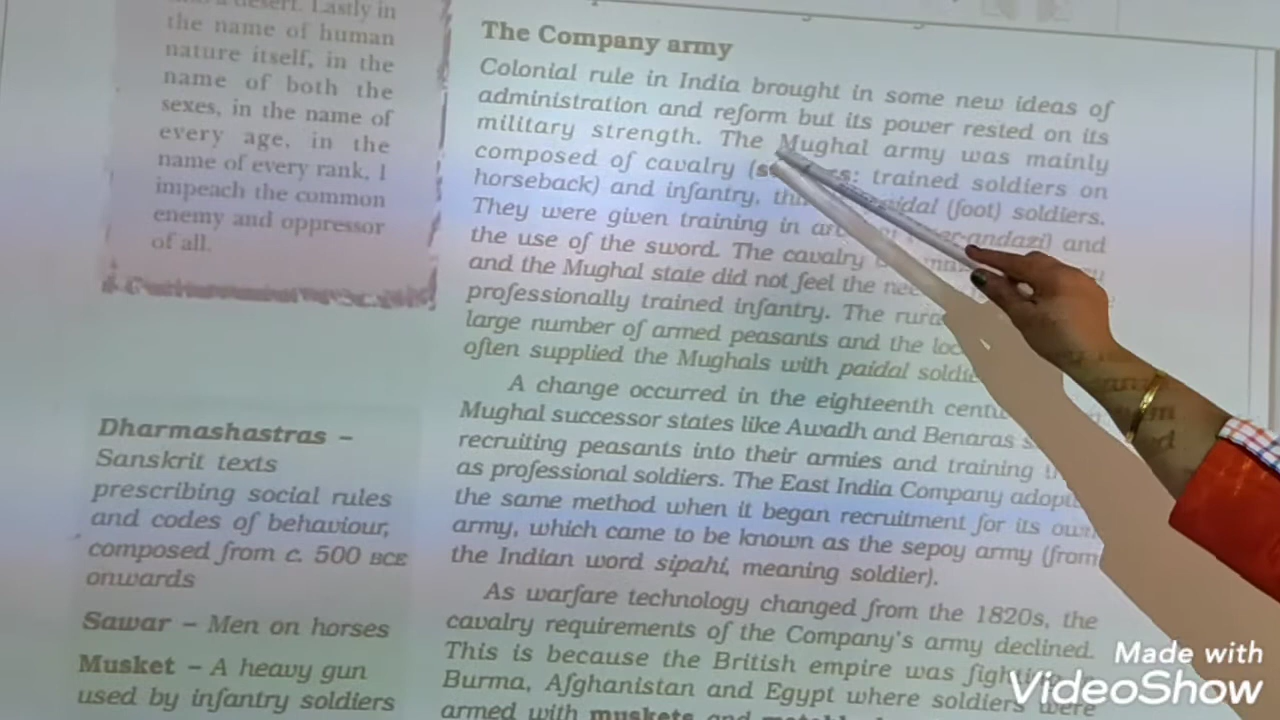 a desert. Lastly in
the name of human
nature itself, in the
name of both the
sexes, in the name of
every age, in the
name of every rank, I
impeach the common
enemy and oppressor
of all.
Dharmashastras –
Sanskrit texts
prescribing social rules
and codes of behaviour,
composed from c. 500 BCE
onwards
Sawar – Men on horses
Musket – A heavy gun
used by infantry soldiers
The Company army
Colonial rule in India brought in some new ideas of
administration and reform but its power rested on its
military strength. The Mughal army was mainly
composed of cavalry ( : trained soldiers on
horseback) and infantry, (foot) soldiers.
They were given training in and
the use of the sword. The cavalry
and the Mughal state did not feel the
professionally trained infantry. The
large number of armed peasants and the
often supplied the Mughals with paidal
A change occurred in the eighteenth
Mughal successor states like Awadh and Benaras
recruiting peasants into their armies and training
as professional soldiers. The East India Company
the same method when it began recruitment for its own
army, which came to be known as the sepoy army (from
the Indian word sipahi, meaning soldier).
As warfare technology changed from the 1820s, the
cavalry requirements of the Company's army declined.
This is because the British empire was
Burma, Afghanistan and Egypt where soldiers were
armed with muskets and
Made with
VideoShow